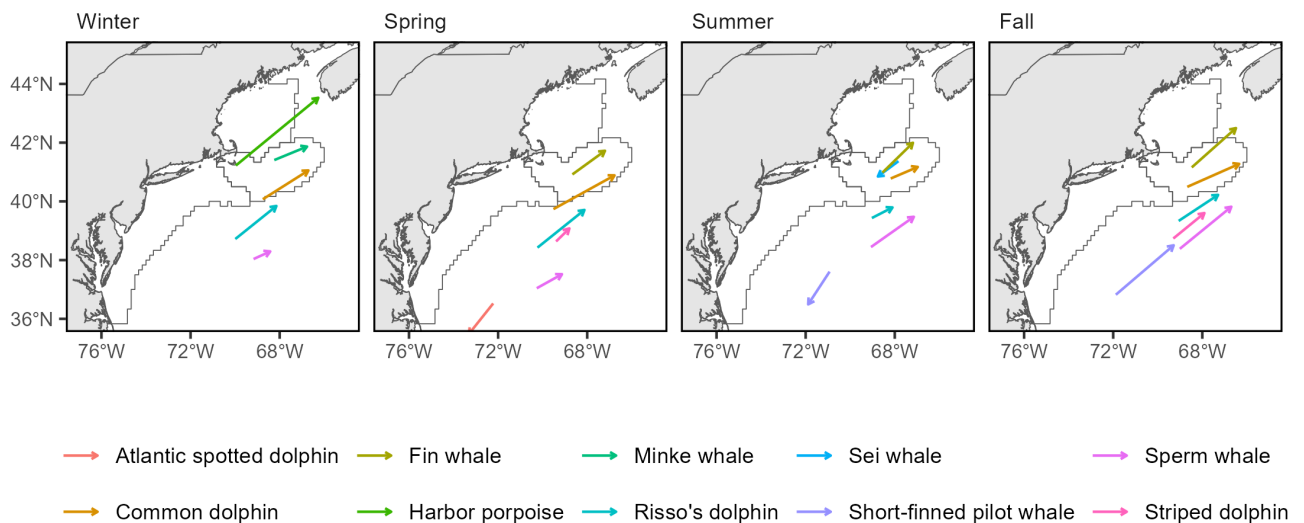 Winter Spring Summer Fall
44°N
42°N
40°N
38°N
36°N
76°W 72°W 68°W 76°W 72°W 68°W 76°W 72°W 68°W 76°W 72°W 68°W
Atlantic spotted dolphin Fin whale Minke whale Sei whale Sperm whale
Common dolphin Harbor porpoise Risso's dolphin Short-finned pilot whale Striped dolphin